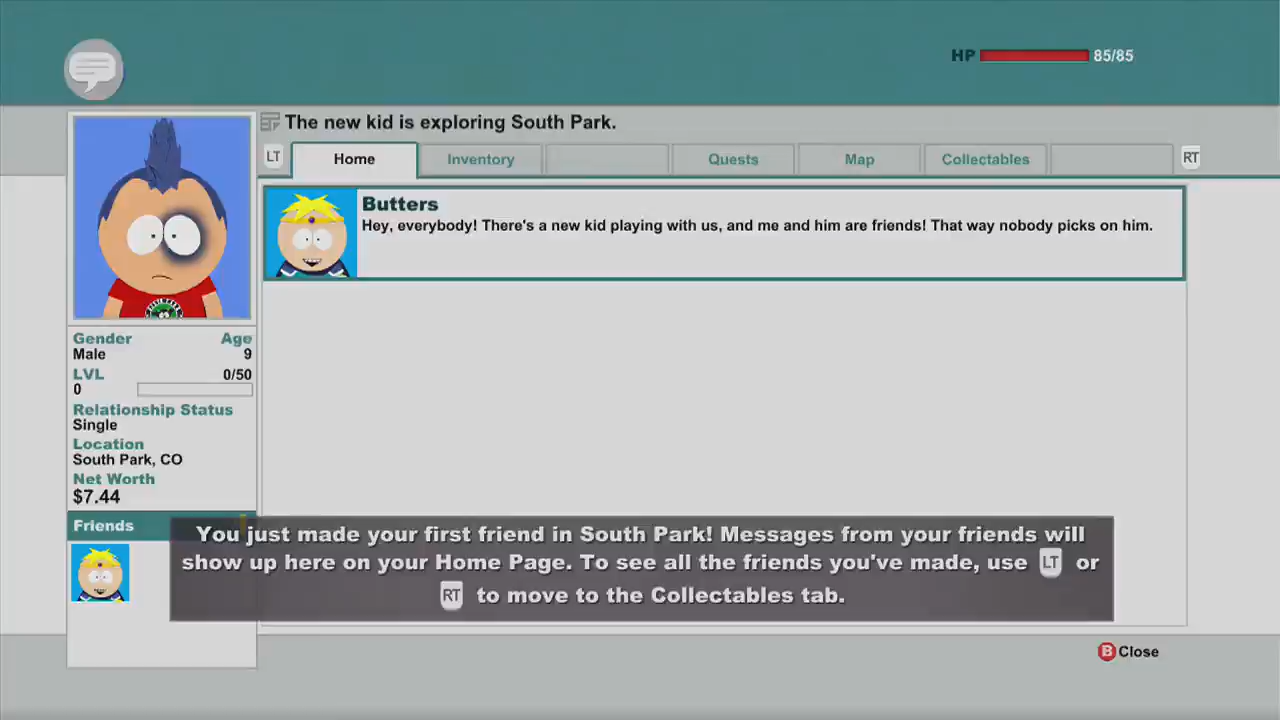 HP 85/85
The new kid is exploring South Park.
LT Home Inventory Quests Map Collectables RT
Butters
Hey, everybody! There's a new kid playing with us, and me and him are friends! That way nobody picks on him.
Gender Age
Male 9
LVL 0/50
0
Relationship Status
Single
Location
South Park, CO
Net Worth
$7.44
Friends
You just made your first friend in South Park! Messages from your friends will
show up here on your Home Page. To see all the friends you've made, use LT or
RT to move to the Collectables tab.
B Close